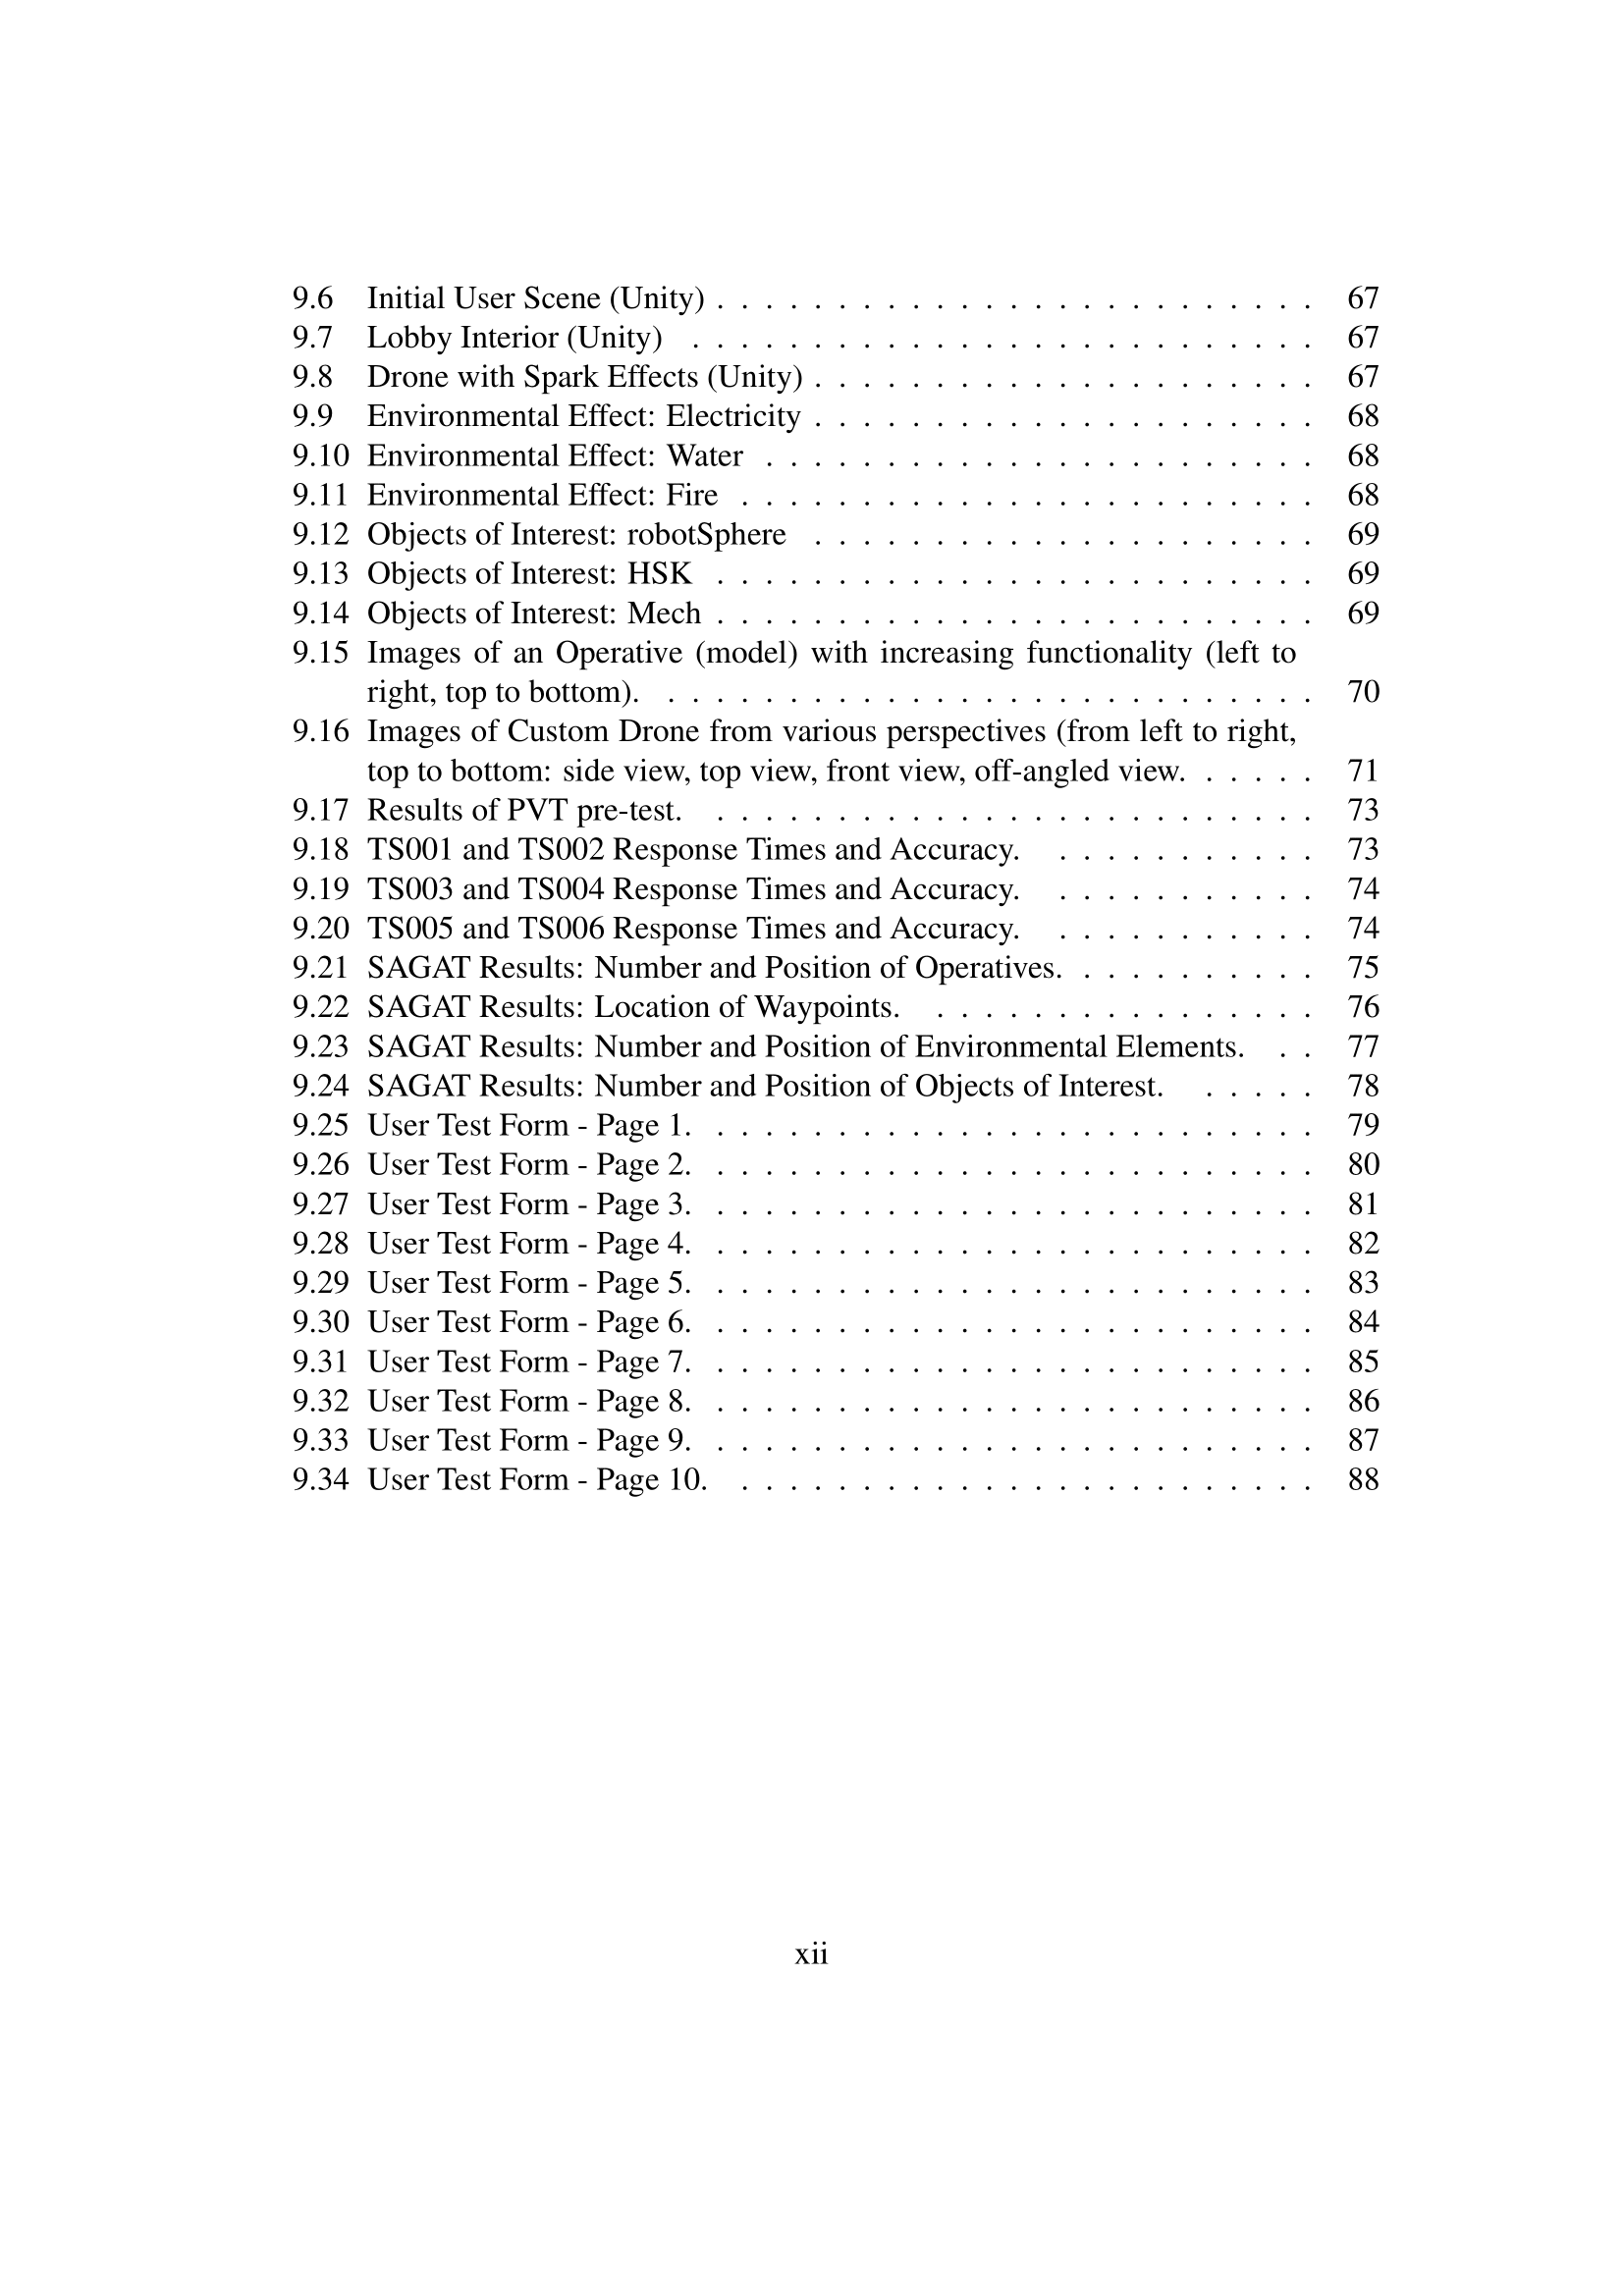 9.6 Initial User Scene (Unity) . . . . . . . . . . . . . . . . . . . . . . . . . 67
9.7 Lobby Interior (Unity) . . . . . . . . . . . . . . . . . . . . . . . . . . 67
9.8 Drone with Spark Effects (Unity) . . . . . . . . . . . . . . . . . . . . . 67
9.9 Environmental Effect: Electricity . . . . . . . . . . . . . . . . . . . . . 68
9.10 Environmental Effect: Water . . . . . . . . . . . . . . . . . . . . . . . 68
9.11 Environmental Effect: Fire . . . . . . . . . . . . . . . . . . . . . . . . 68
9.12 Objects of Interest: robotSphere . . . . . . . . . . . . . . . . . . . . . 69
9.13 Objects of Interest: HSK . . . . . . . . . . . . . . . . . . . . . . . . . 69
9.14 Objects of Interest: Mech . . . . . . . . . . . . . . . . . . . . . . . . . 69
9.15 Images of an Operative (model) with increasing functionality (left to
right, top to bottom). . . . . . . . . . . . . . . . . . . . . . . . . . . . 70
9.16 Images of Custom Drone from various perspectives (from left to right,
top to bottom: side view, top view, front view, off-angled view. . . . . . 71
9.17 Results of PVT pre-test. . . . . . . . . . . . . . . . . . . . . . . . . . 73
9.18 TS001 and TS002 Response Times and Accuracy. . . . . . . . . . . . 73
9.19 TS003 and TS004 Response Times and Accuracy. . . . . . . . . . . . 74
9.20 TS005 and TS006 Response Times and Accuracy. . . . . . . . . . . . 74
9.21 SAGAT Results: Number and Position of Operatives. . . . . . . . . . . 75
9.22 SAGAT Results: Location of Waypoints. . . . . . . . . . . . . . . . . 76
9.23 SAGAT Results: Number and Position of Environmental Elements. . . 77
9.24 SAGAT Results: Number and Position of Objects of Interest. . . . . . 78
9.25 User Test Form - Page 1. . . . . . . . . . . . . . . . . . . . . . . . . . 79
9.26 User Test Form - Page 2. . . . . . . . . . . . . . . . . . . . . . . . . . 80
9.27 User Test Form - Page 3. . . . . . . . . . . . . . . . . . . . . . . . . . 81
9.28 User Test Form - Page 4. . . . . . . . . . . . . . . . . . . . . . . . . . 82
9.29 User Test Form - Page 5. . . . . . . . . . . . . . . . . . . . . . . . . . 83
9.30 User Test Form - Page 6. . . . . . . . . . . . . . . . . . . . . . . . . . 84
9.31 User Test Form - Page 7. . . . . . . . . . . . . . . . . . . . . . . . . . 85
9.32 User Test Form - Page 8. . . . . . . . . . . . . . . . . . . . . . . . . . 86
9.33 User Test Form - Page 9. . . . . . . . . . . . . . . . . . . . . . . . . . 87
9.34 User Test Form - Page 10. . . . . . . . . . . . . . . . . . . . . . . . . 88
xii